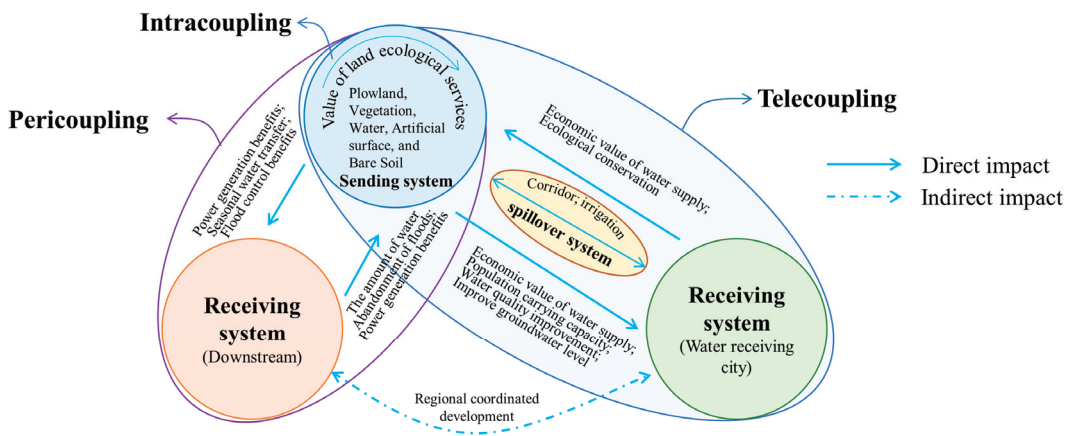 Intracoupling
Pericoupling
Telecoupling
Value of land ecological services
Plowland,
Vegetation,
Water, Artificial
surface, and
Bare Soil
Sending system
Power generation benefits;
Seasonal water transfer;
Flood control benefits
The amount of water
Abandonment of floods;
Power generation benefits
Economic value of water supply;
Ecological conservation
Corridor; irrigation
spillover system
Economic value of water supply;
Population carrying capacity;
Water quality improvement;
Improve groundwater level
Direct impact
Indirect impact
Receiving
system
(Downstream)
Receiving
system
(Water receiving
city)
Regional coordinated
development